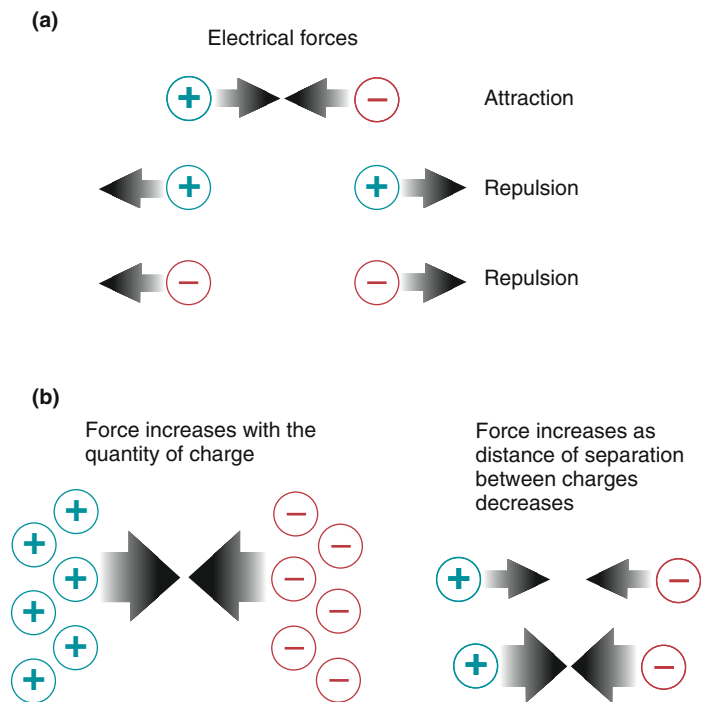 (a)
Electrical forces
+ − Attraction
+ + Repulsion
− − Repulsion
(b)
Force increases with the
quantity of charge
+ − 
+ −
+ −
+ −
+ −
+ −
Force increases as
distance of separation
between charges
decreases
+ −
+ −